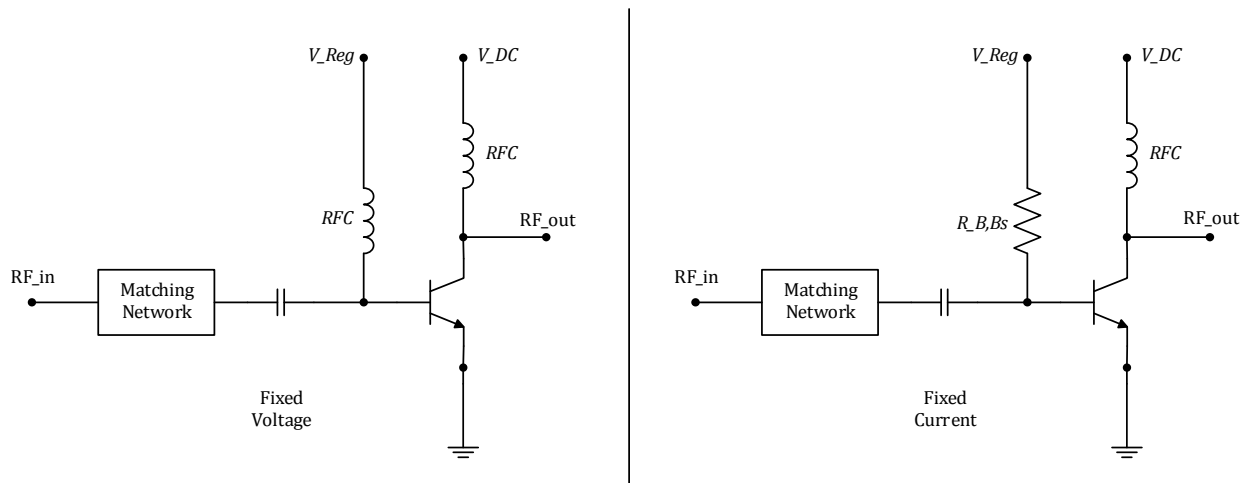 V_Reg
V_DC
RFC
RFC
RF_out
RF_in
Matching
Network
Fixed
Voltage
V_Reg
V_DC
RFC
R_B,Bs
RF_out
RF_in
Matching
Network
Fixed
Current